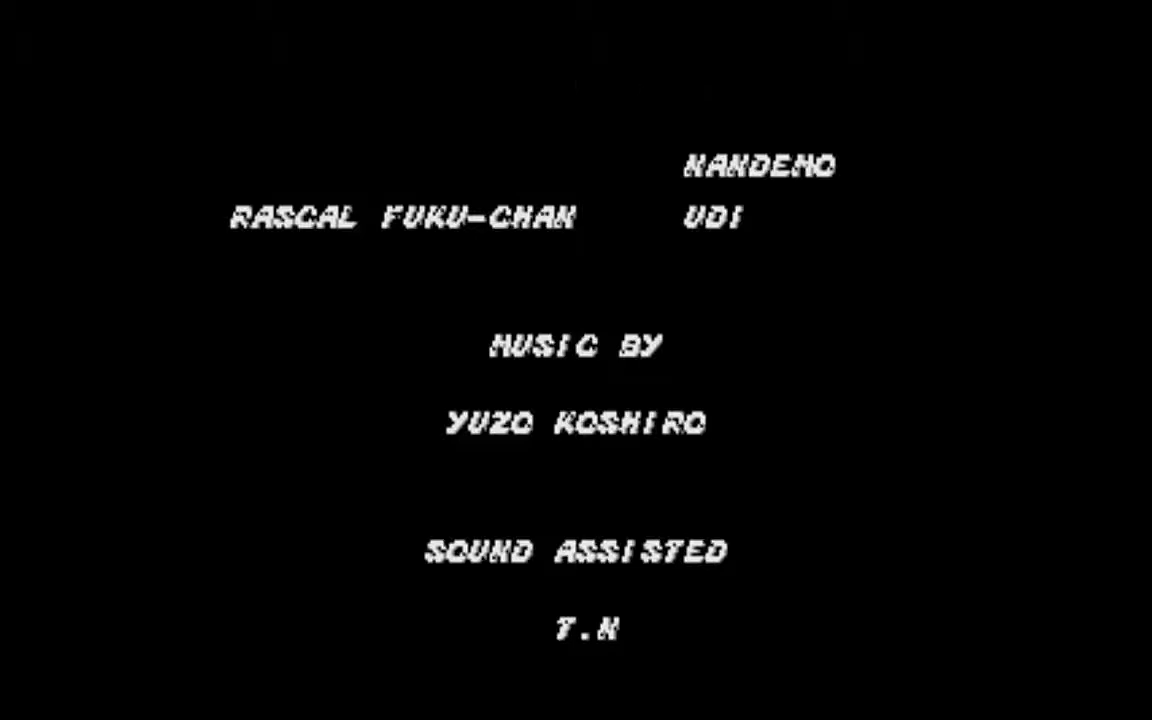 NANDEMO
RASCAL FUKU-CHAN UDI
MUSIC BY
YUZO KOSHIRO
SOUND ASSISTED
T.N